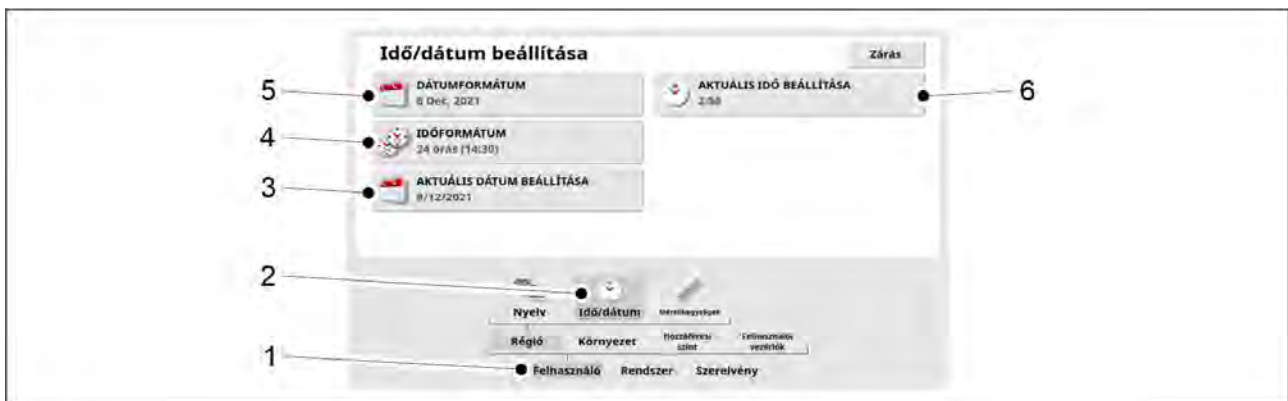 Idő/dátum beállítása
Zárás
5
DÁTUMFORMÁTUM
8 Dec, 2021
AKTUÁLIS IDŐ BEÁLLÍTÁSA
2:50
6
4
IDŐFORMÁTUM
24 órás (14:30)
3
AKTUÁLIS DÁTUM BEÁLLÍTÁSA
8/12/2021
2
Nyelv
Idő/dátum
Mértékegységek
Régió
Környezet
Hozzáférési szint
Felhasználói vezérlők
1
Felhasználó
Rendszer
Szerelvény